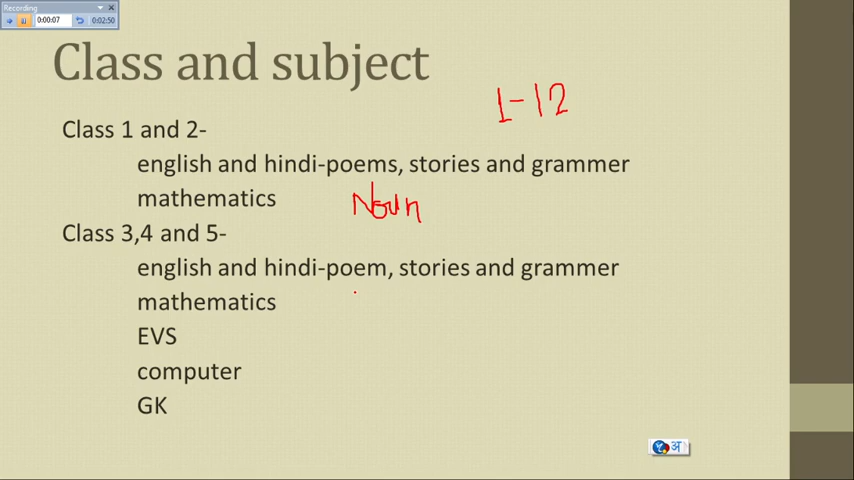 Recording
0:00:07
0:02:50
Class and subject
1-12
Class 1 and 2-
english and hindi-poems, stories and grammer
mathematics
Noun
Class 3,4 and 5-
english and hindi-poem, stories and grammer
mathematics
EVS
computer
GK
अ